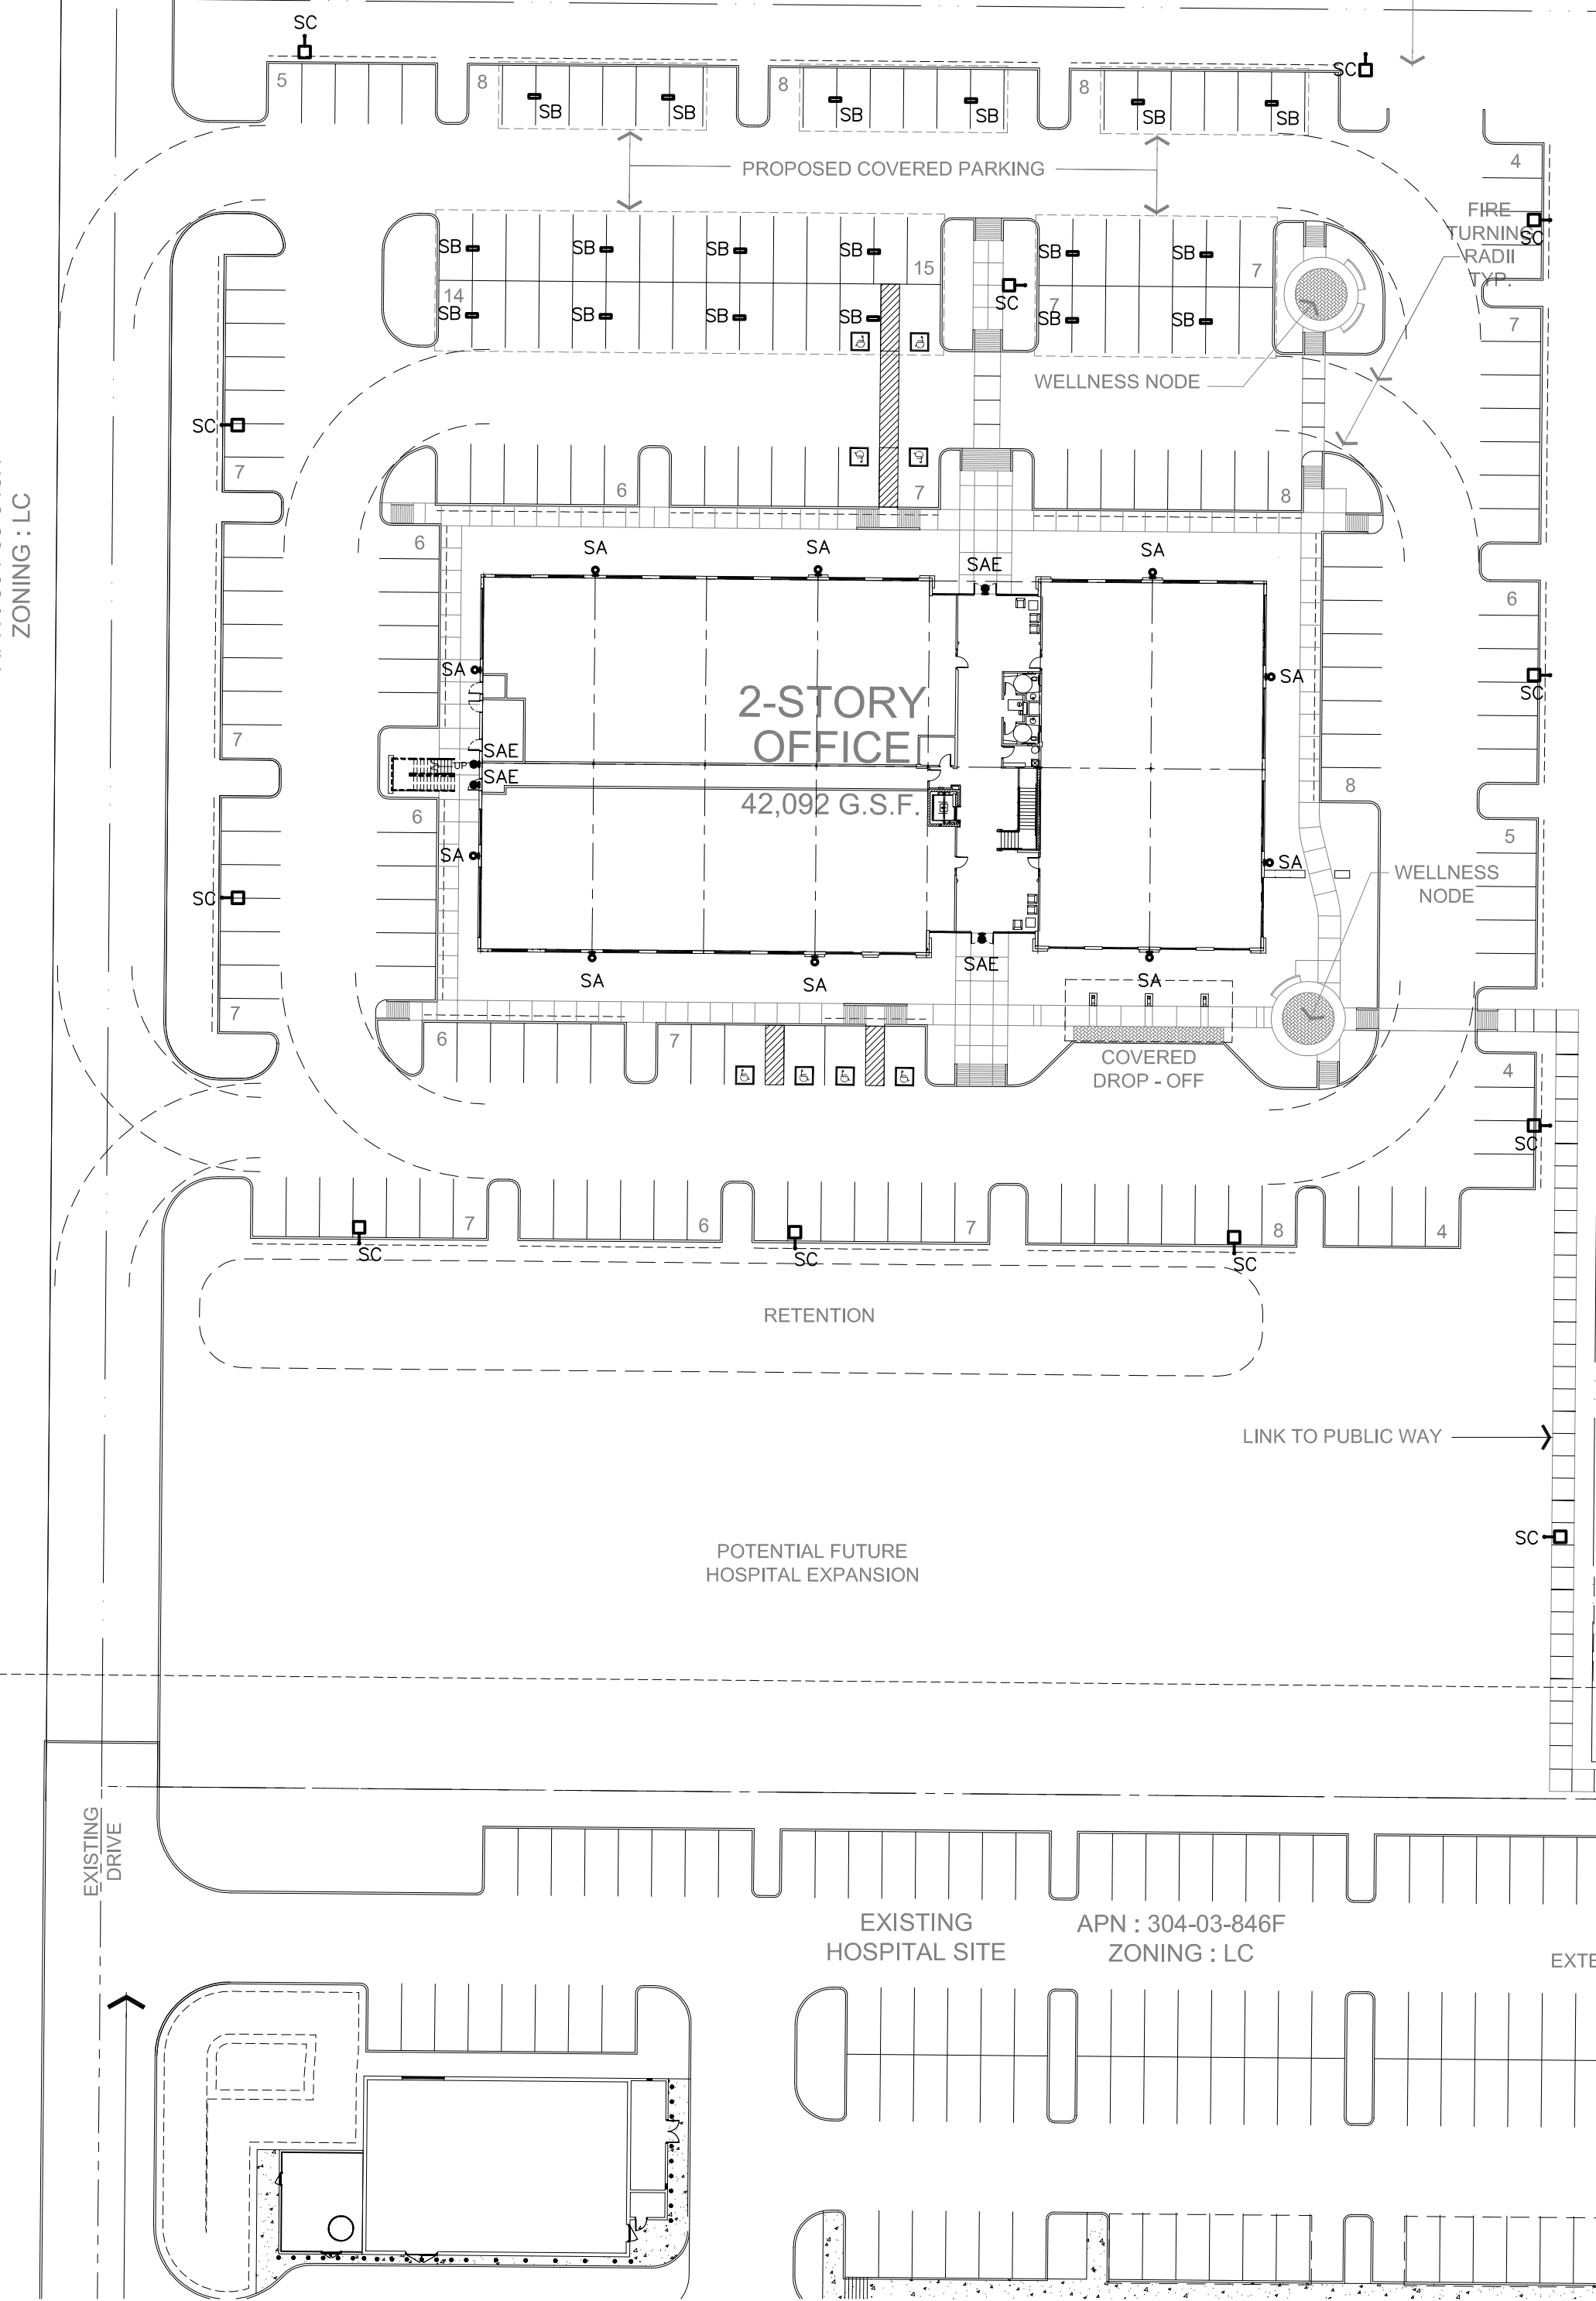 SC
SC
5
8
8
8
SB
SB
SB
SB
SB
SB
PROPOSED COVERED PARKING
4
FIRE
TURNING
RADII
TYP.
SC
SB
SB
SB
SB
15
SB
SB
7
14
SC
7
SB
SB
SB
SB
SB
SB
7
WELLNESS NODE
SC
7
6
7
8
ZONING : LC
6
SA
SA
SA
SAE
6
SA
SA
SC
2-STORY
OFFICE
42,092 G.S.F.
7
SAE
UP
SAE
8
6
5
SA
SA
WELLNESS
NODE
SC
SAE
SA
SA
SA
7
6
7
COVERED
DROP - OFF
4
SC
7
6
7
8
4
SC
SC
SC
RETENTION
LINK TO PUBLIC WAY
SC
POTENTIAL FUTURE
HOSPITAL EXPANSION
EXISTING
DRIVE
EXISTING
HOSPITAL SITE
APN : 304-03-846F
ZONING : LC